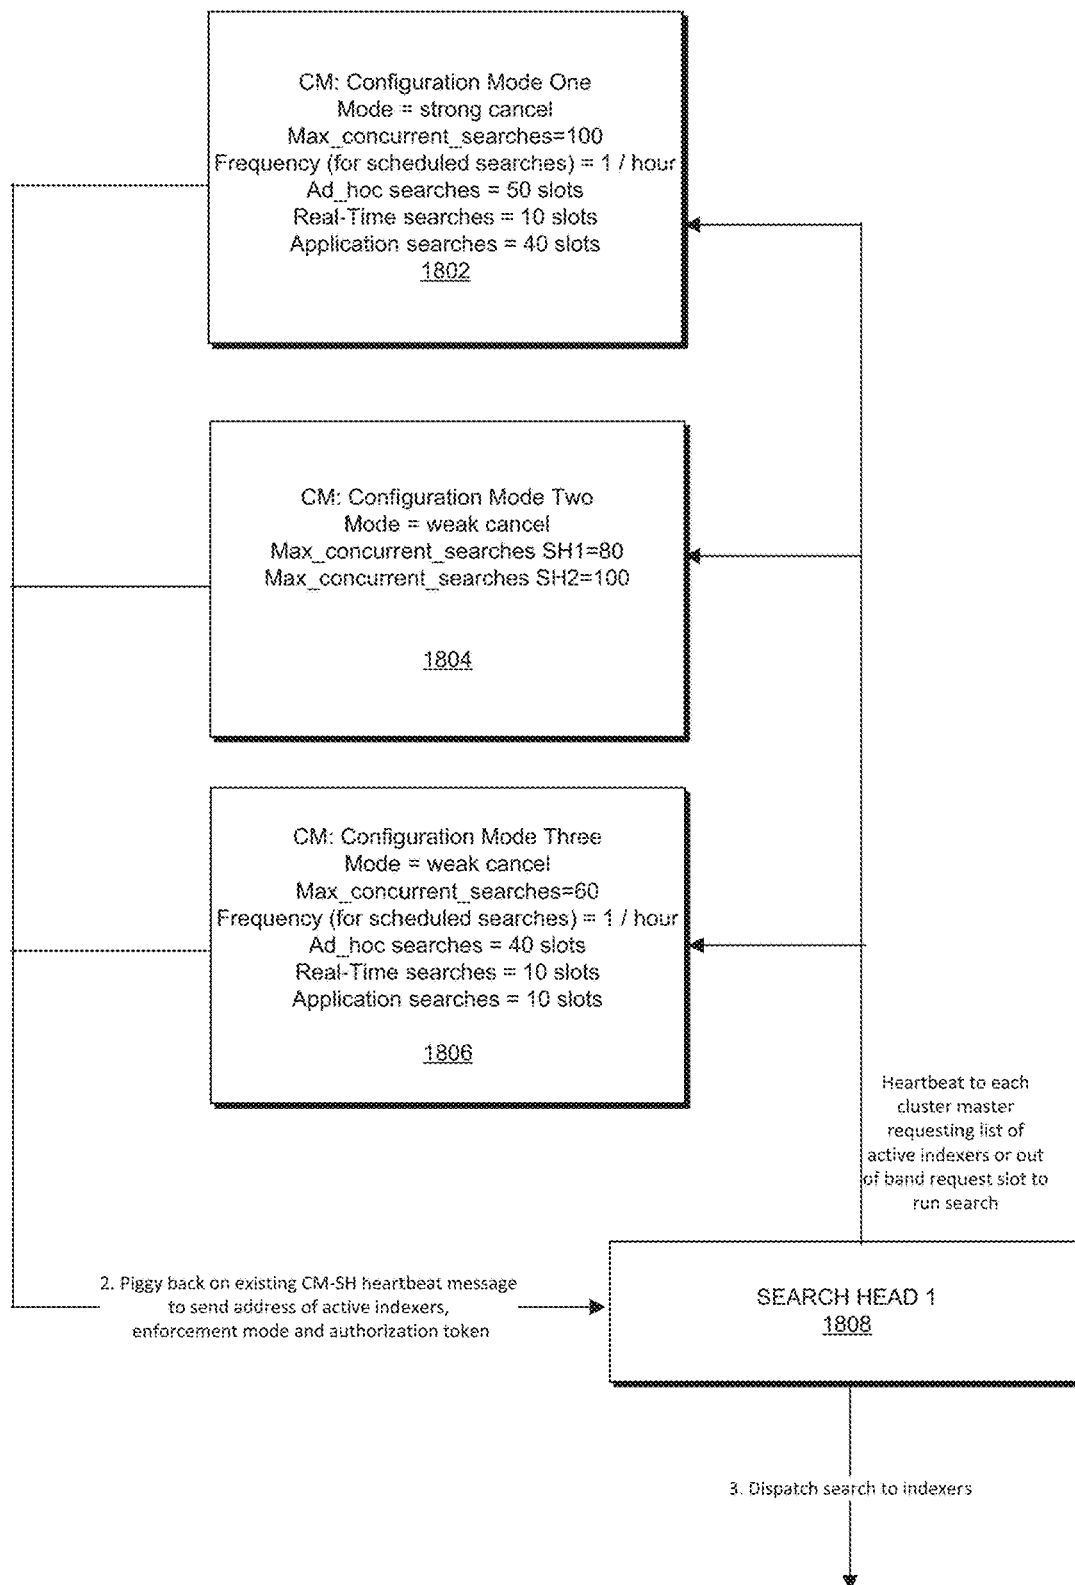 CM: Configuration Mode One
Mode = strong cancel
Max_concurrent_searches=100
Frequency (for scheduled searches) = 1 / hour
Ad_hoc searches = 50 slots
Real-Time searches = 10 slots
Application searches = 40 slots
1802
CM: Configuration Mode Two
Mode = weak cancel
Max_concurrent_searches SH1=80
Max_concurrent_searches SH2=100
1804
CM: Configuration Mode Three
Mode = weak cancel
Max_concurrent_searches=60
Frequency (for scheduled searches) = 1 / hour
Ad_hoc searches = 40 slots
Real-Time searches = 10 slots
Application searches = 10 slots
1806
Heartbeat to each
cluster master
requesting list of
active indexers or out
of band request slot to
run search
2. Piggy back on existing CM-SH heartbeat message
to send address of active indexers,
enforcement mode and authorization token
SEARCH HEAD 1
1808
3. Dispatch search to indexers